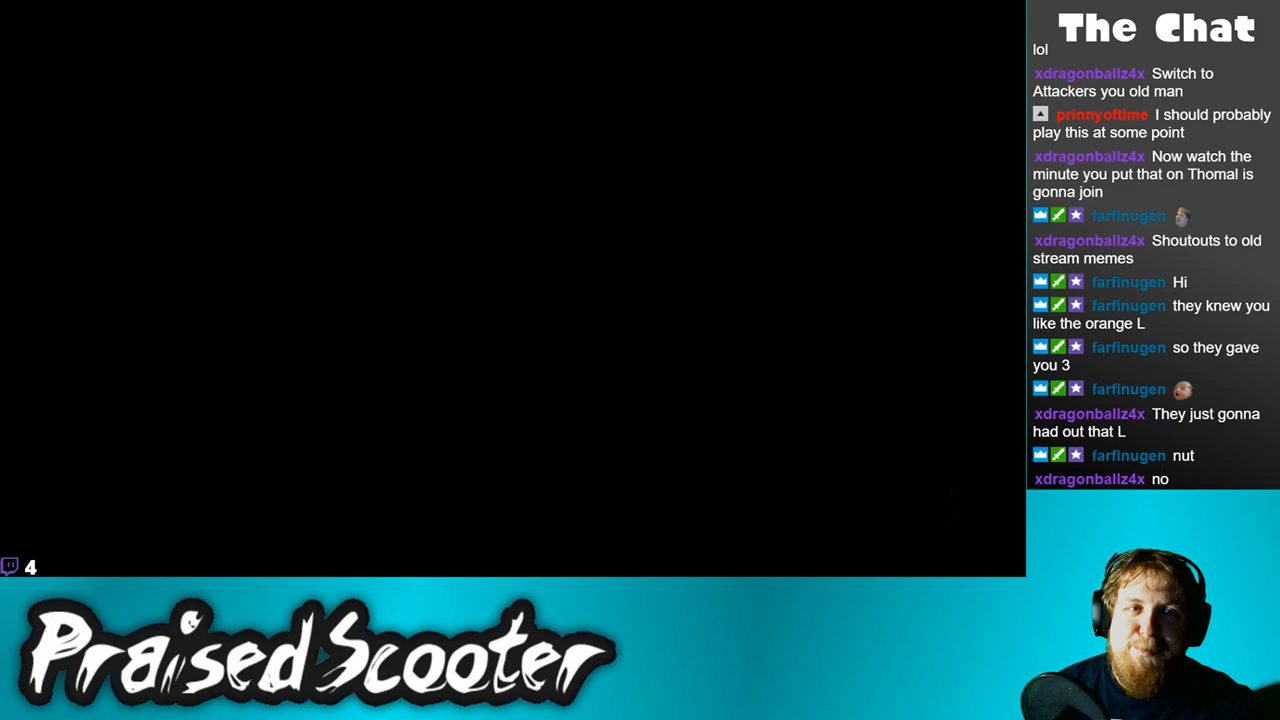 The Chat
lol
xdragonballz4x Switch to
Attackers you old man
prinnyoftime I should probably
play this at some point
xdragonballz4x Now watch the
minute you put that on Thomal is
gonna join
farfinugen
xdragonballz4x Shoutouts to old
stream memes
farfinugen Hi
farfinugen they knew you
like the orange L
farfinugen so they gave
you 3
farfinugen
xdragonballz4x They just gonna
had out that L
farfinugen nut
xdragonballz4x no
4
PraisedScooter